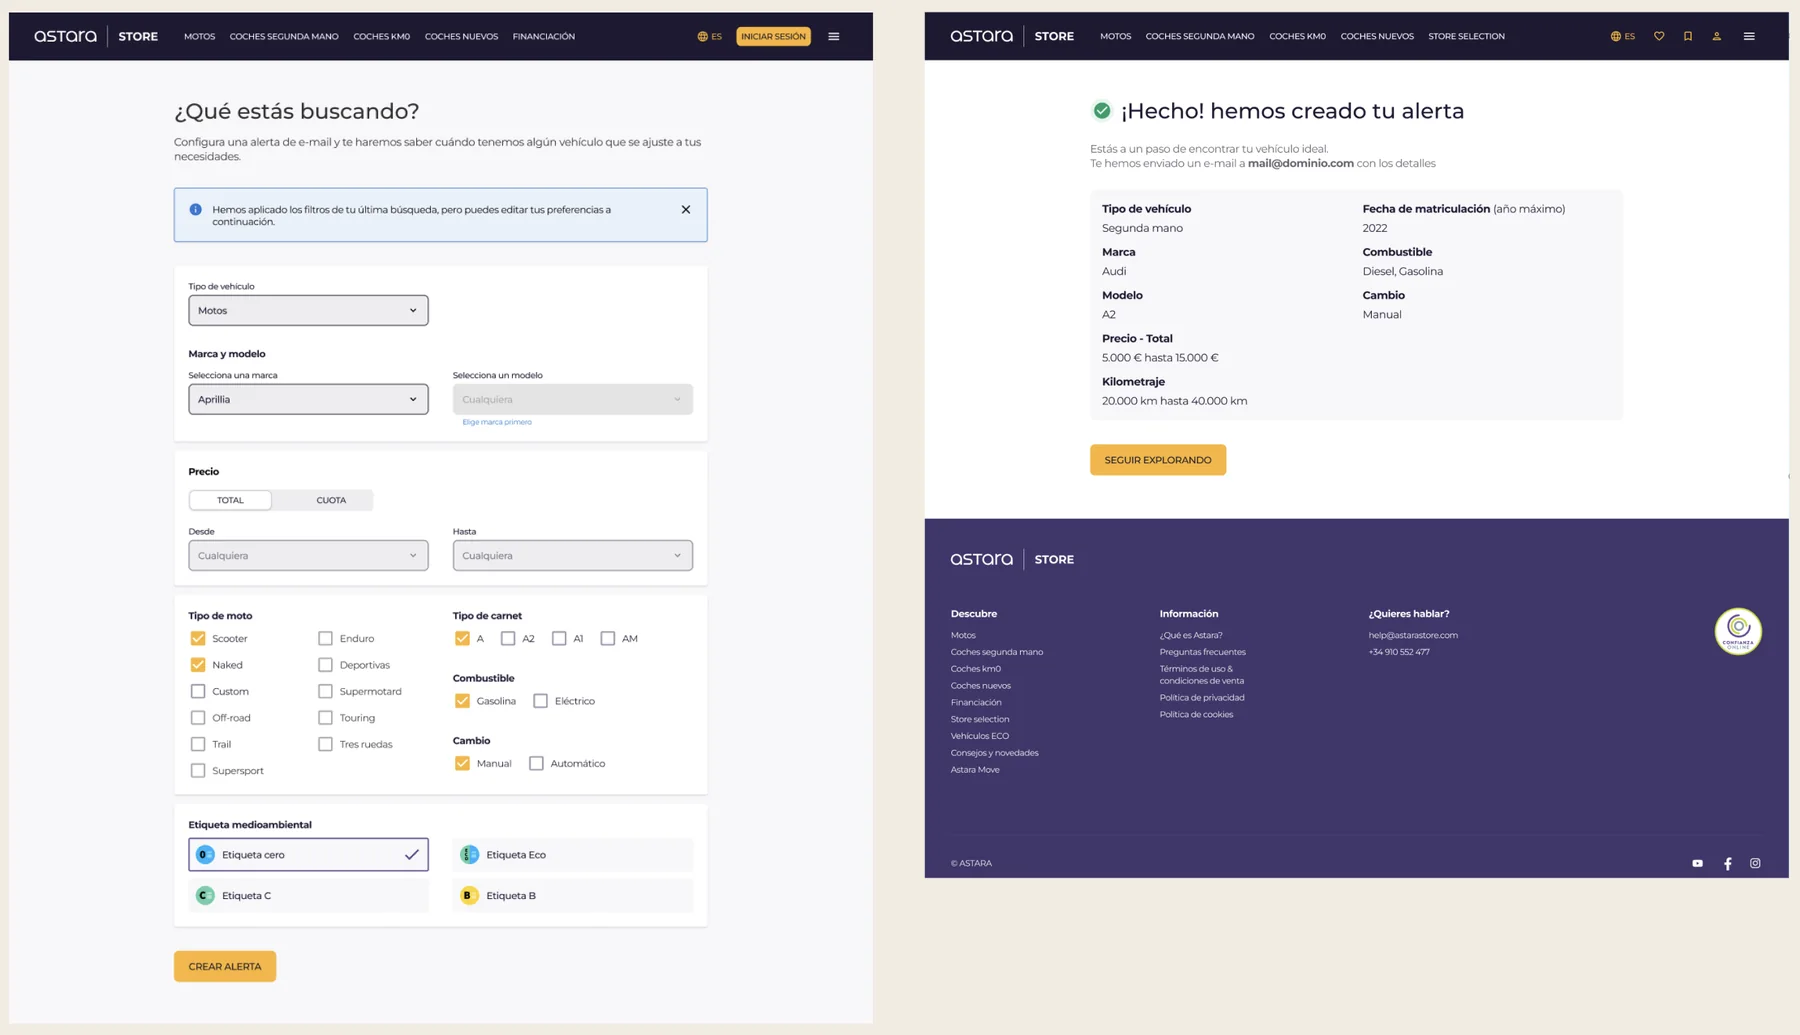 astara STORE MOTOS COCHES SEGUNDA MANO COCHES KM0 COCHES NUEVOS FINANCIACIÓN ES INICIAR SESIÓN
¿Qué estás buscando?
Configura una alerta de e-mail y te haremos saber cuándo tenemos algún vehículo que se ajuste a tus
necesidades.
Hemos aplicado los filtros de tu última búsqueda, pero puedes editar tus preferencias a
continuación.
Tipo de vehículo
Motos
Marca y modelo
Selecciona una marca
Aprillia
Selecciona un modelo
Cualquiera
Elige marca primero
Precio
TOTAL
CUOTA
Desde
Cualquiera
Hasta
Cualquiera
Tipo de moto
Scooter
Naked
Custom
Off-road
Trail
Supersport
Enduro
Deportivas
Supermotard
Touring
Tres ruedas
Tipo de carnet
A
A2
A1
AM
Combustible
Gasolina
Eléctrico
Cambio
Manual
Automático
Etiqueta medioambiental
0 Etiqueta cero
ECO Etiqueta Eco
C Etiqueta C
B Etiqueta B
CREAR ALERTA
astara STORE MOTOS COCHES SEGUNDA MANO COCHES KM0 COCHES NUEVOS STORE SELECTION ES
¡Hecho! hemos creado tu alerta
Estás a un paso de encontrar tu vehículo ideal.
Te hemos enviado un e-mail a mail@dominio.com con los detalles
Tipo de vehículo
Segunda mano
Marca
Audi
Modelo
A2
Precio - Total
5.000 € hasta 15.000 €
Kilometraje
20.000 km hasta 40.000 km
Fecha de matriculación (año máximo)
2022
Combustible
Diesel, Gasolina
Cambio
Manual
SEGUIR EXPLORANDO
astara STORE
Descubre
Motos
Coches segunda mano
Coches km0
Coches nuevos
Financiación
Store selection
Vehículos ECO
Consejos y novedades
Astara Move
Información
¿Qué es Astara?
Preguntas frecuentes
Términos de uso &
condiciones de venta
Política de privacidad
Política de cookies
¿Quieres hablar?
help@astarastore.com
+34 910 552 477
CONFIANZA
ONLINE
© ASTARA